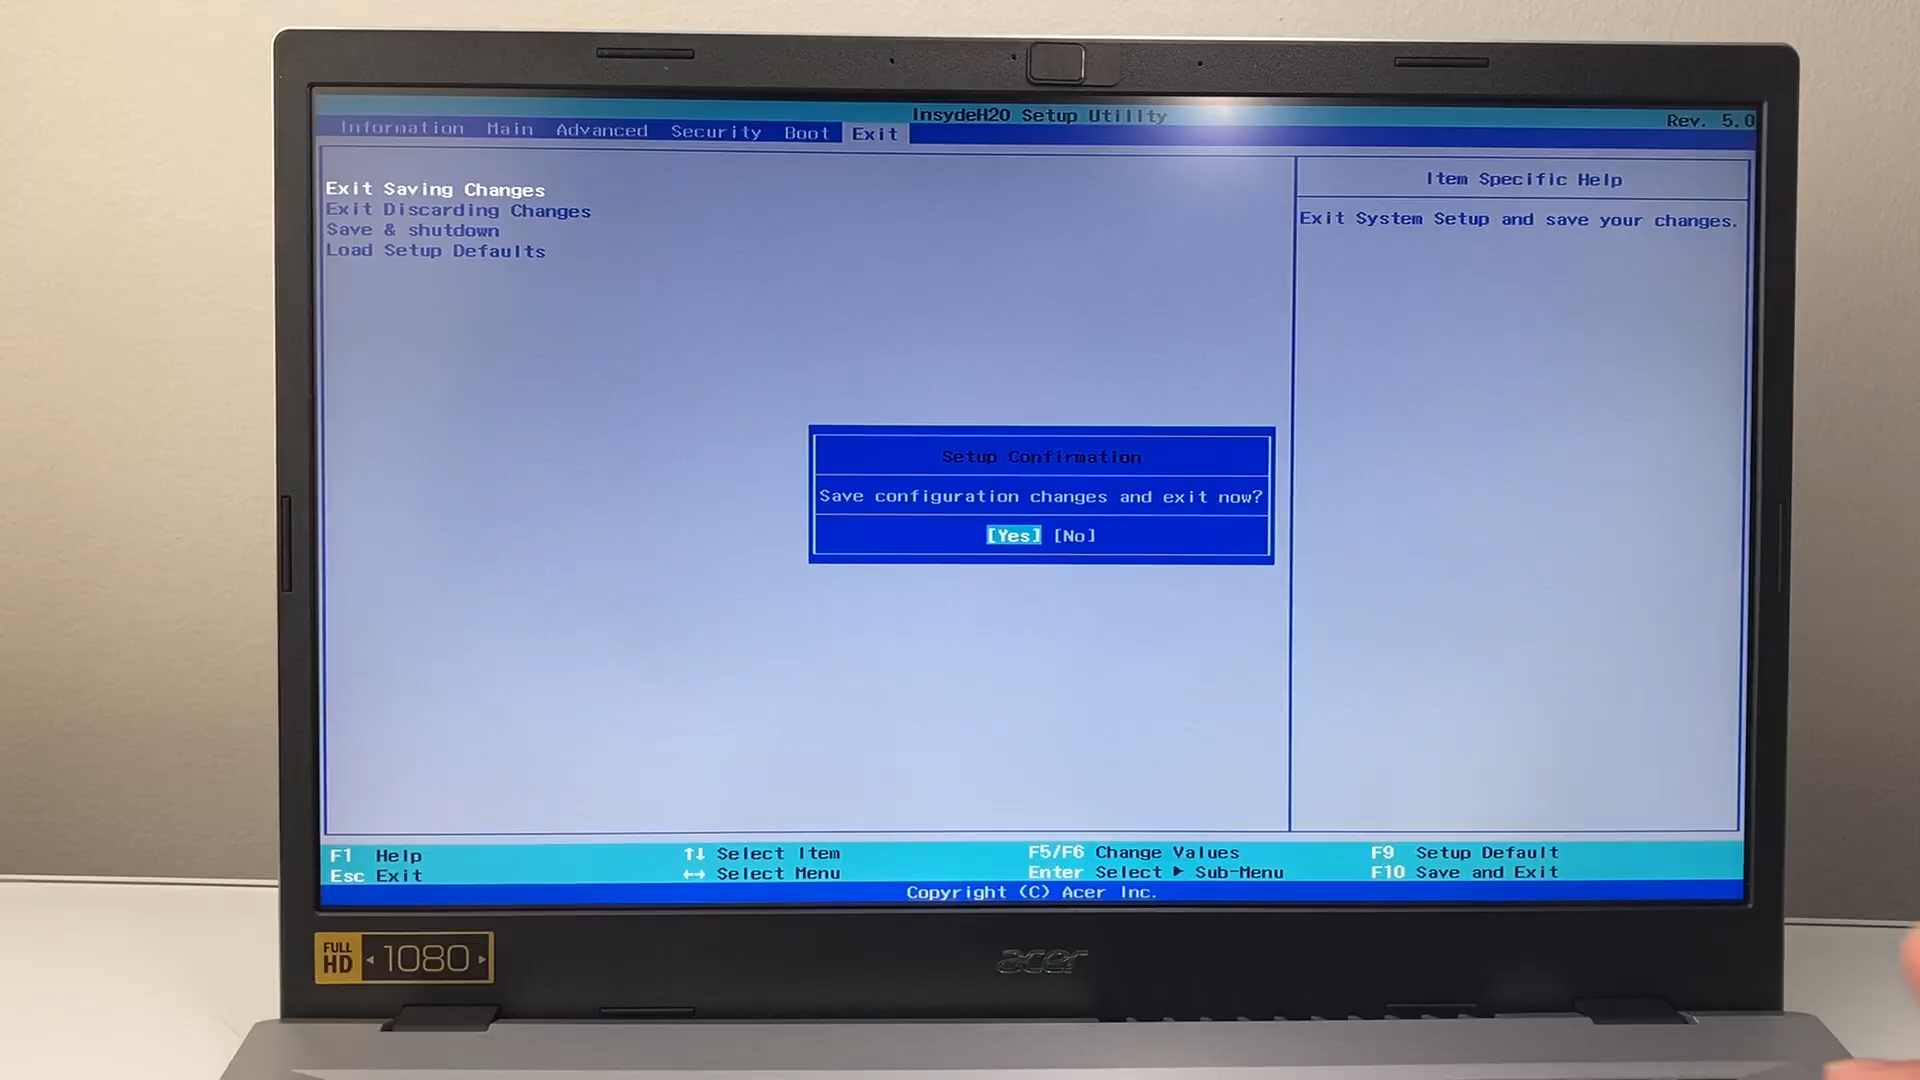 InsydeH20 Setup Utility
Rev. 5.0
Information Main Advanced Security Boot Exit
Exit Saving Changes
Exit Discarding Changes
Save & shutdown
Load Setup Defaults
Item Specific Help
Exit System Setup and save your changes.
Setup Confirmation
Save configuration changes and exit now?
[Yes] [No]
F1 Help ↑↓ Select Item F5/F6 Change Values F9 Setup Default
Esc Exit ←→ Select Menu Enter Select ▶ Sub-Menu F10 Save and Exit
Copyright (C) Acer Inc.
FULL HD 1080
acer